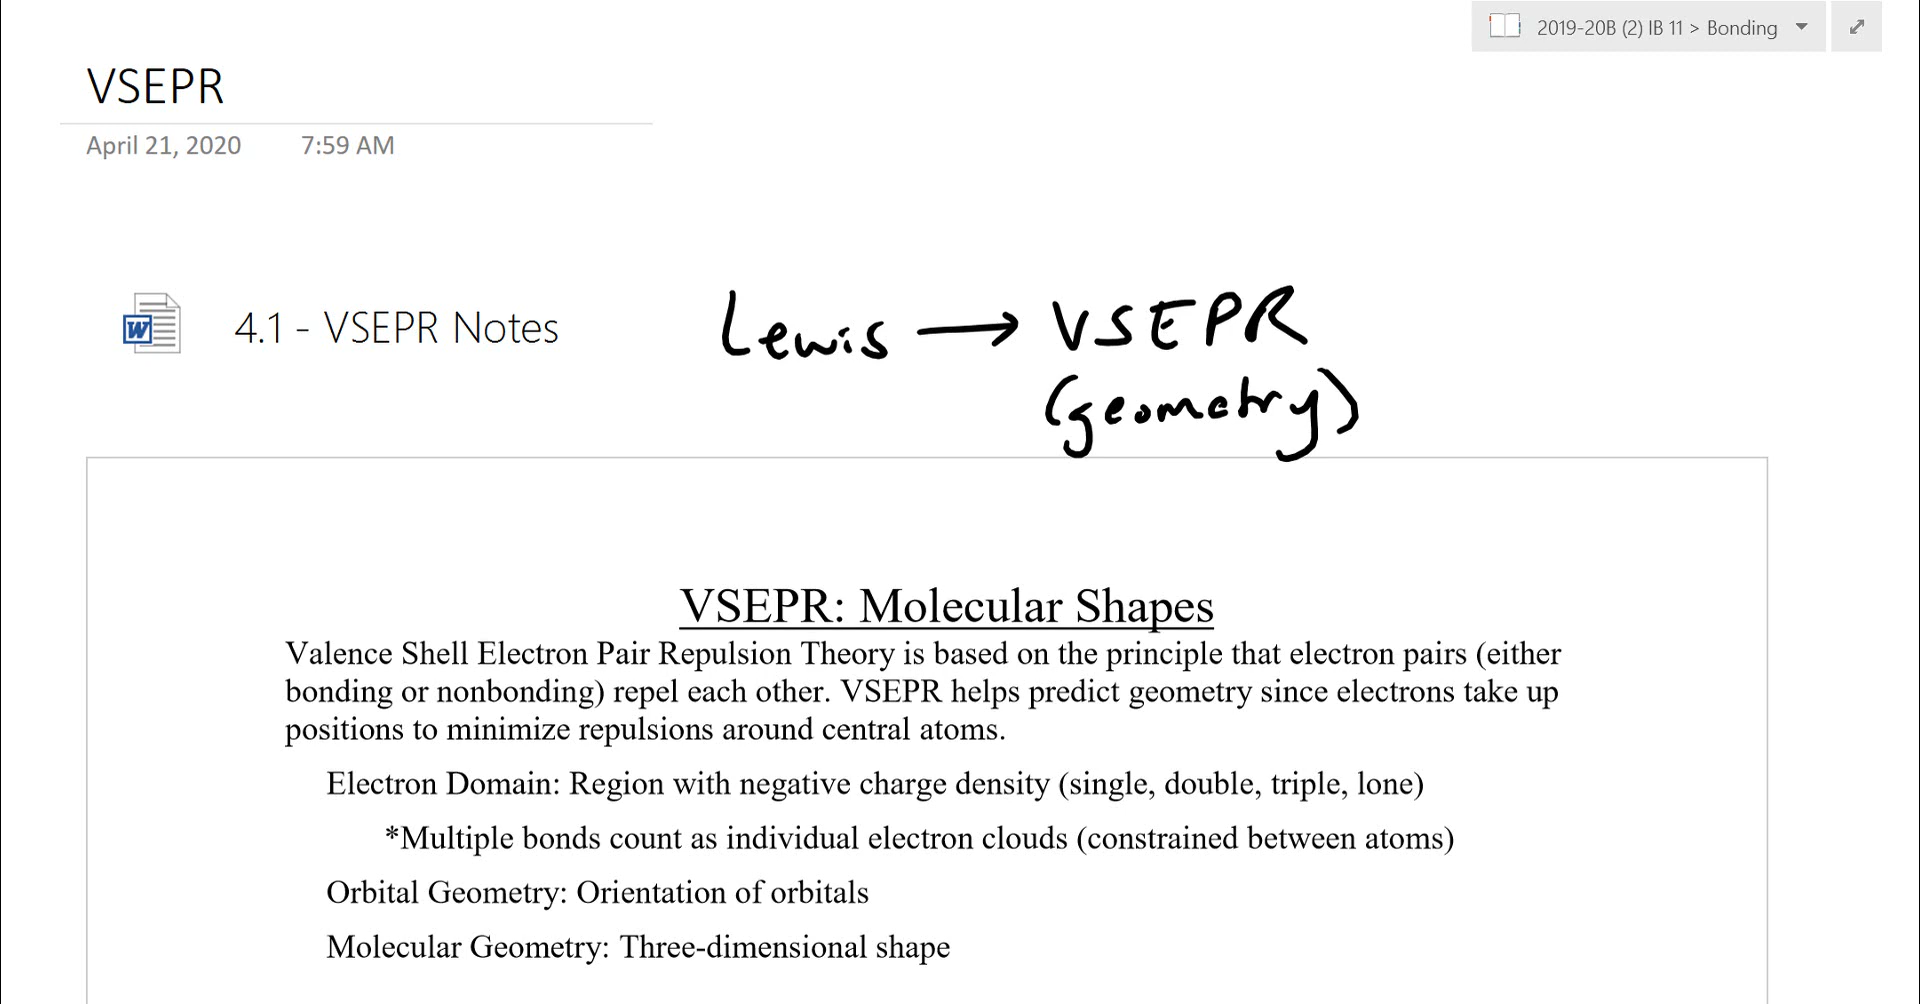 2019-20B (2) IB 11 > Bonding
VSEPR
April 21, 2020 7:59 AM
W 4.1 - VSEPR Notes
Lewis → VSEPR
(geometry)
VSEPR: Molecular Shapes
Valence Shell Electron Pair Repulsion Theory is based on the principle that electron pairs (either
bonding or nonbonding) repel each other. VSEPR helps predict geometry since electrons take up
positions to minimize repulsions around central atoms.
Electron Domain: Region with negative charge density (single, double, triple, lone)
*Multiple bonds count as individual electron clouds (constrained between atoms)
Orbital Geometry: Orientation of orbitals
Molecular Geometry: Three-dimensional shape